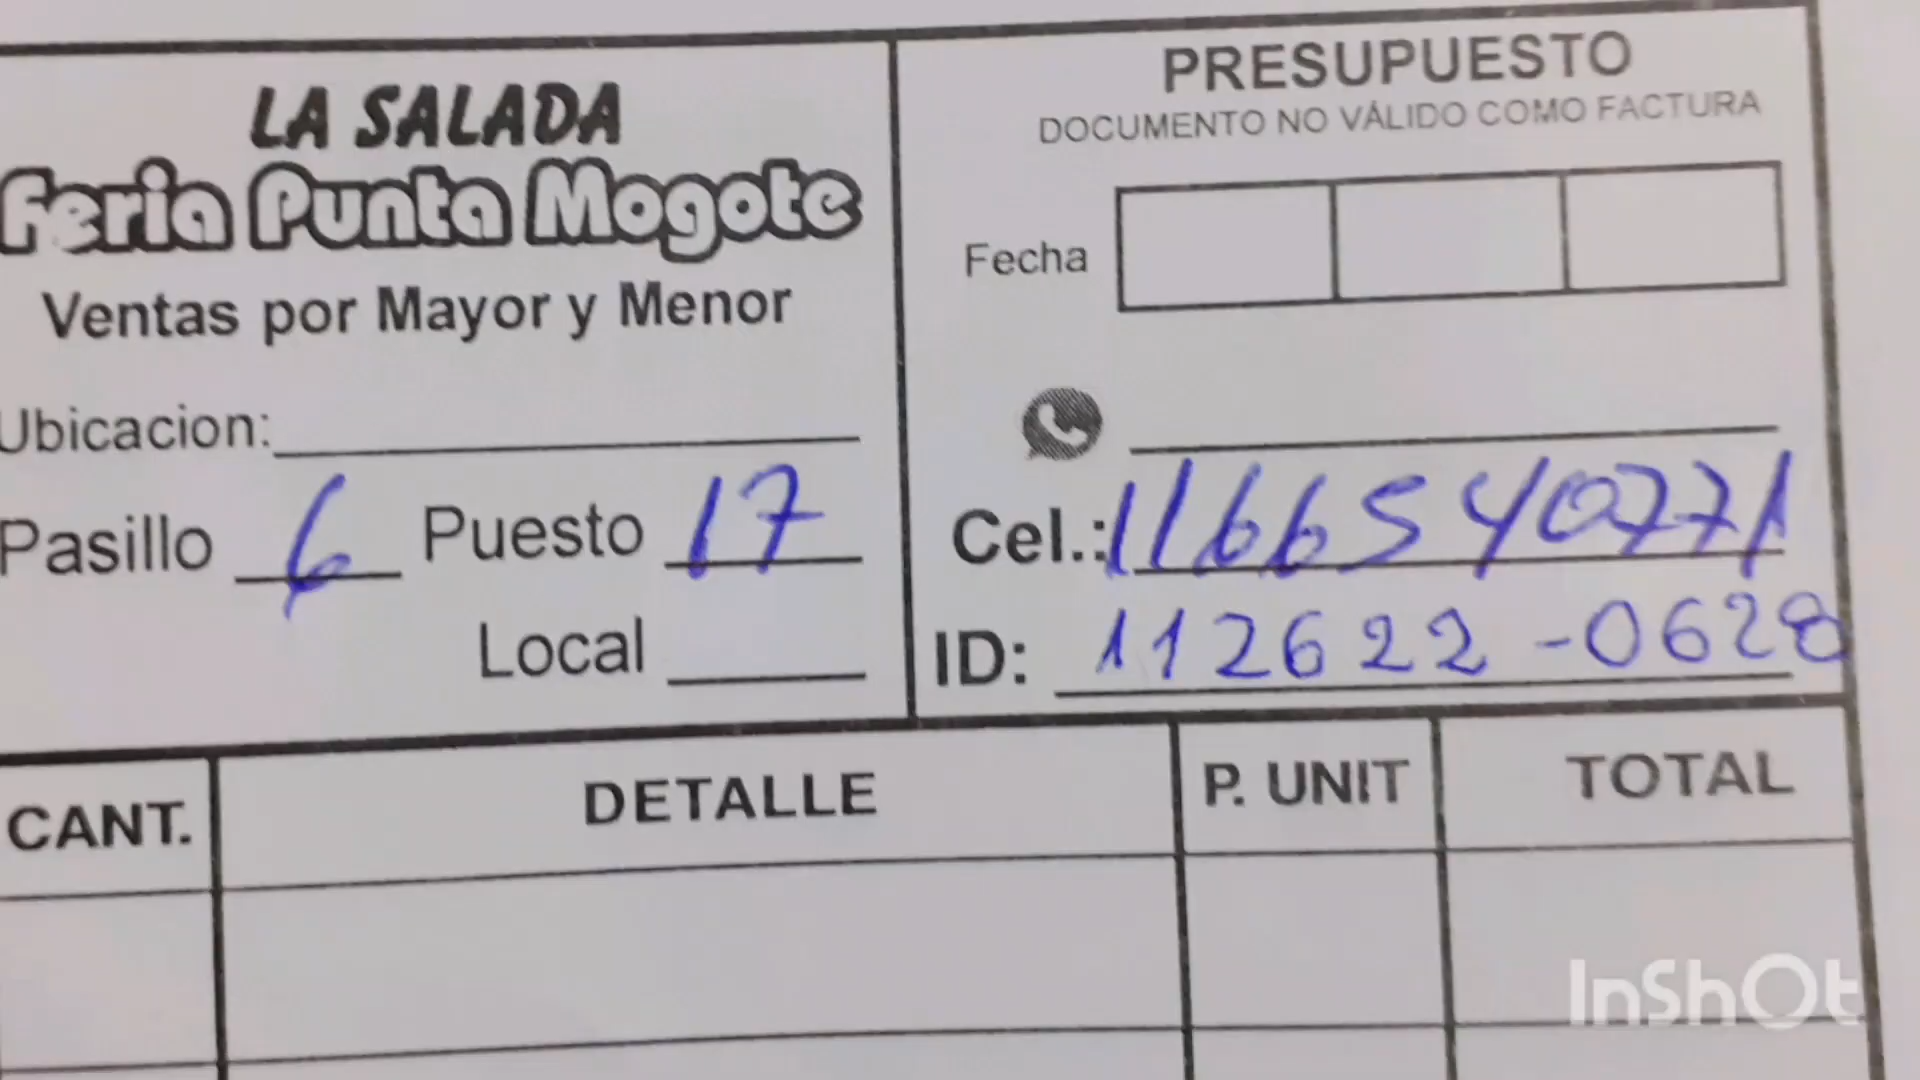 LA SALADA
Feria Punta Mogote
Ventas por Mayor y Menor
Ubicacion:
Pasillo 6 Puesto 17
Local
PRESUPUESTO
DOCUMENTO NO VÁLIDO COMO FACTURA
Fecha
Cel.: 1166540771
ID: 112622-0628
CANT. DETALLE P. UNIT TOTAL
InShOt